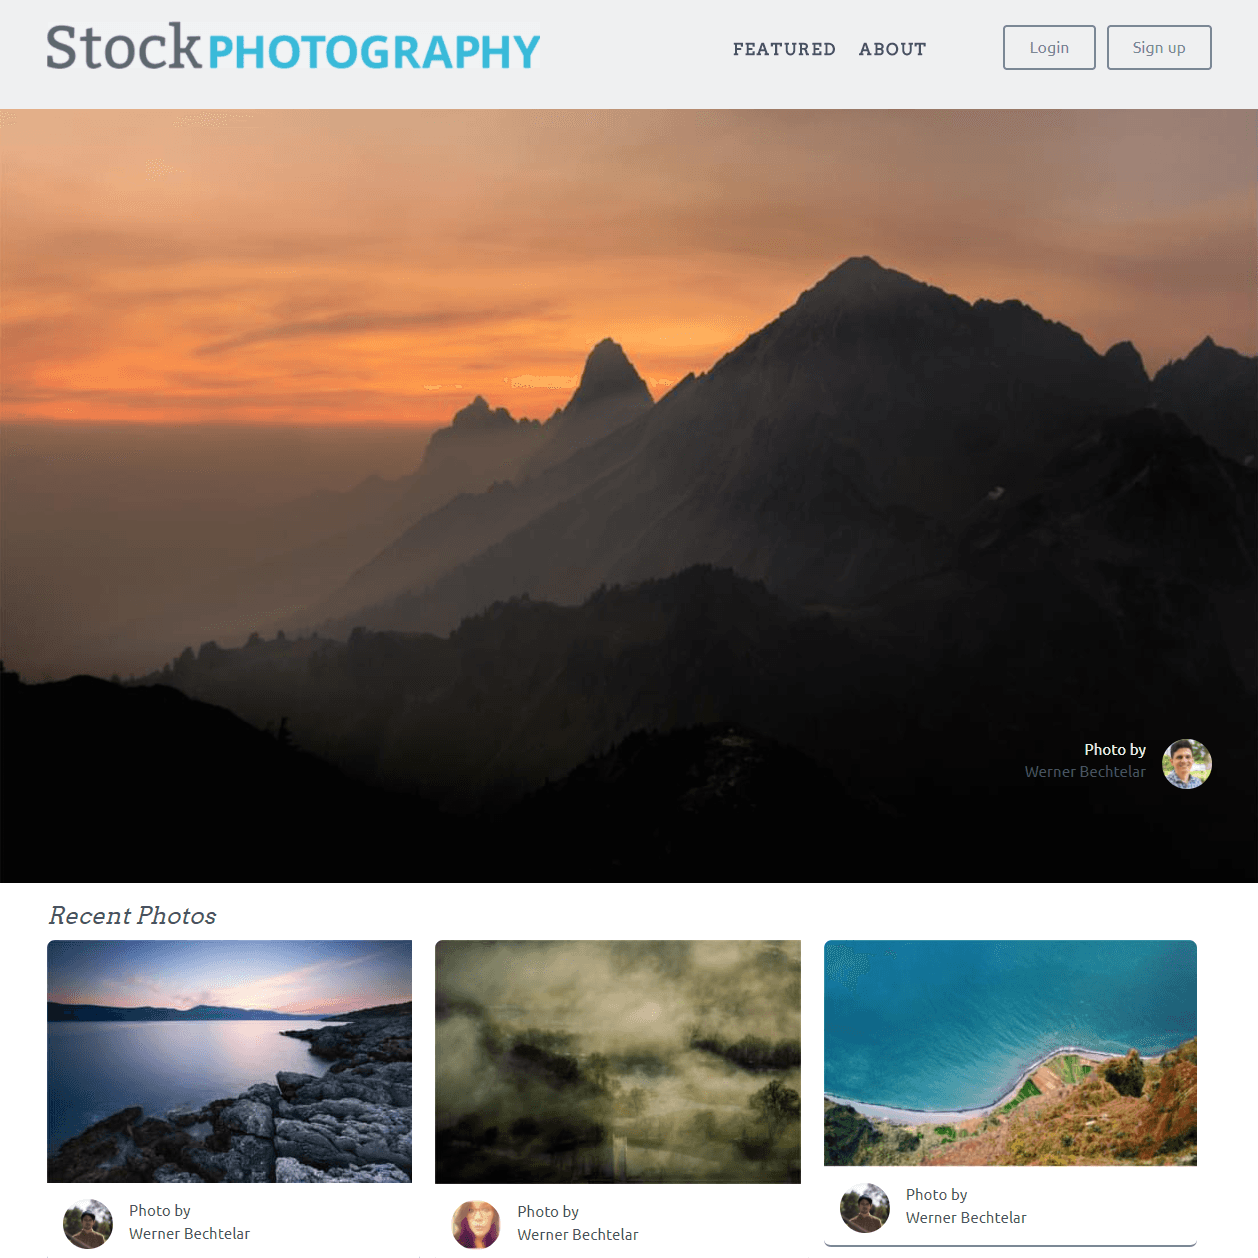 Stock PHOTOGRAPHY
FEATURED ABOUT
Login Sign up
Photo by
Werner Bechtelar
Recent Photos
Photo by
Werner Bechtelar
Photo by
Werner Bechtelar
Photo by
Werner Bechtelar